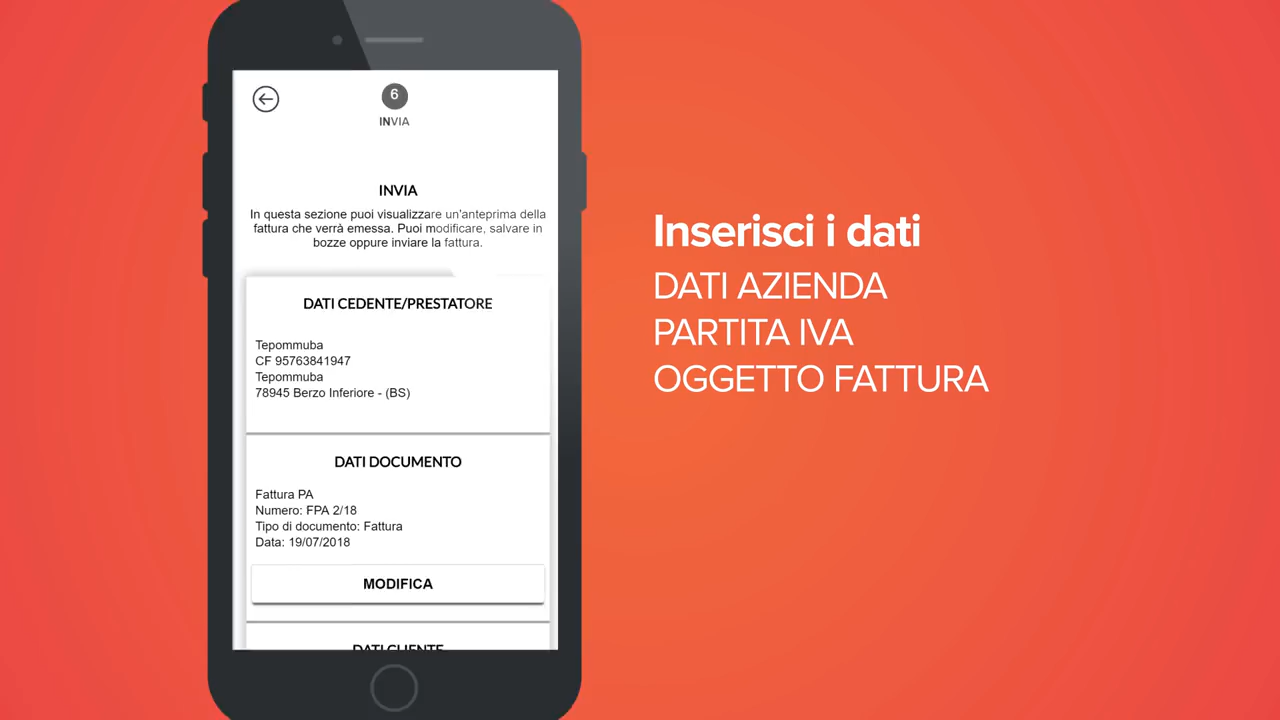 6
INVIA
INVIA
In questa sezione puoi visualizzare un'anteprima della
fattura che verrà emessa. Puoi modificare, salvare in
bozze oppure inviare la fattura.
DATI CEDENTE/PRESTATORE
Tepommuba
CF 95763841947
Tepommuba
78945 Berzo Inferiore - (BS)
DATI DOCUMENTO
Fattura PA
Numero: FPA 2/18
Tipo di documento: Fattura
Data: 19/07/2018
MODIFICA
DATI CLIENTE
Inserisci i dati
DATI AZIENDA
PARTITA IVA
OGGETTO FATTURA